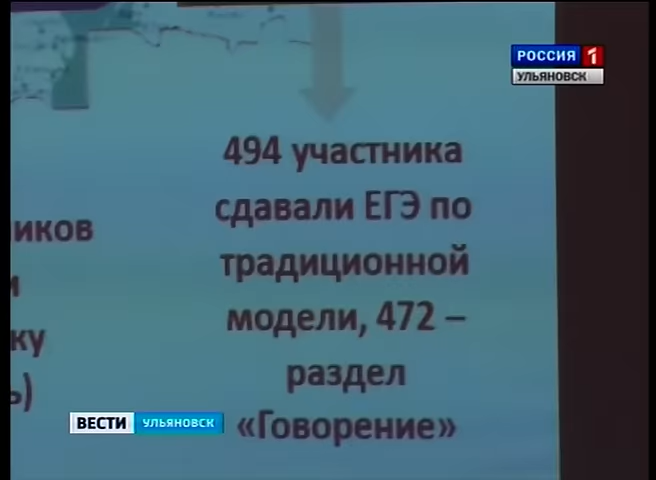 РОССИЯ 1
УЛЬЯНОВСК
494 участника
сдавали ЕГЭ по
традиционной
модели, 472 –
раздел
«Говорение»
ВЕСТИ УЛЬЯНОВСК